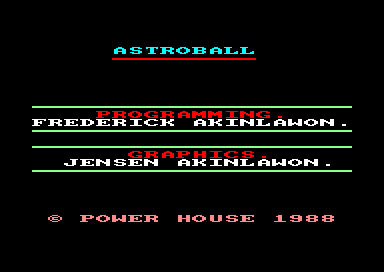 ASTROBALL
PROGRAMMING.
FREDERICK AKINLAWON.
GRAPHICS.
JENSEN AKINLAWON.
© POWER HOUSE 1988